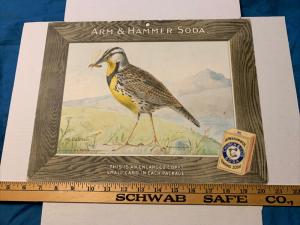 ARM & HAMMER SODA
THIS IS AN ENLARGED COPY
SMALL CARD IN EACH PACKAGE
SCHWAB SAFE CO.,